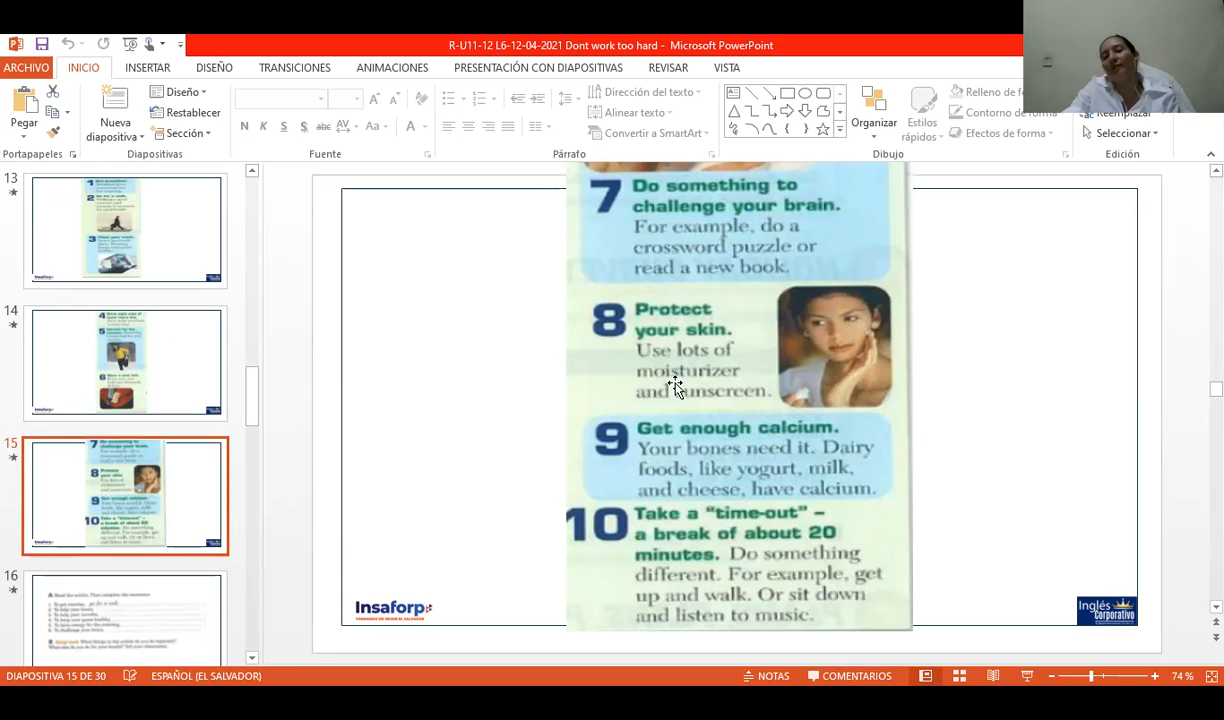 R-U11-12 L6-12-04-2021 Dont work too hard - Microsoft PowerPoint
ARCHIVO INICIO INSERTAR DISEÑO TRANSICIONES ANIMACIONES PRESENTACIÓN CON DIAPOSITIVAS REVISAR VISTA
Pegar
Nueva
diapositiva
Diseño
Restablecer
Sección
N K S S abc AV Aa A
Dirección del texto
Alinear texto
Convertir a SmartArt
Organizar
Estilos
rápidos
Relleno de
Contorno de
Efectos de forma
Reemplazar
Seleccionar
Portapapeles Diapositivas Fuente Párrafo Dibujo Edición
13
14
15
16
7 Do something to
challenge your brain.
For example, do a
crossword puzzle or
read a new book.
8 Protect
your skin.
Use lots of
moisturizer
and sunscreen.
9 Get enough calcium.
Your bones need it. Dairy
foods, like yogurt, milk,
and cheese, have calcium.
10 Take a “time-out” –
a break of about 20
minutes. Do something
different. For example, get
up and walk. Or sit down
and listen to music.
Insaforp
Inglés
Corporativo
DIAPOSITIVA 15 DE 30 ESPAÑOL (EL SALVADOR) NOTAS COMENTARIOS 74 %